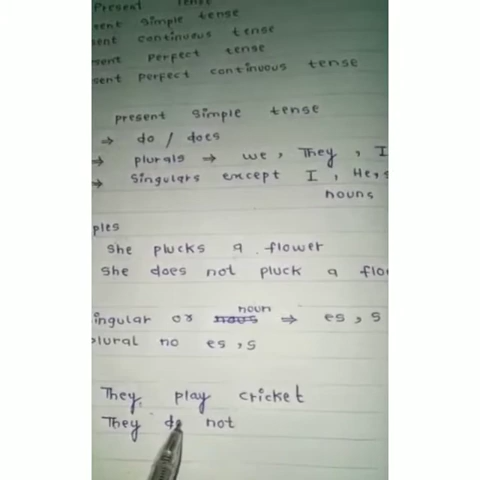 Present Tense
sent simple tense
sent continuous tense
sent perfect tense
sent perfect continuous tense
present simple tense
⇒ do / does
⇒ plurals ⇒ we, They, I
⇒ Singulars except I, He, s
nouns
ples
she plucks a flower
she does not pluck a flo
ingular or noun ⇒ es, s
plural no es, s
They play cricket
They do not